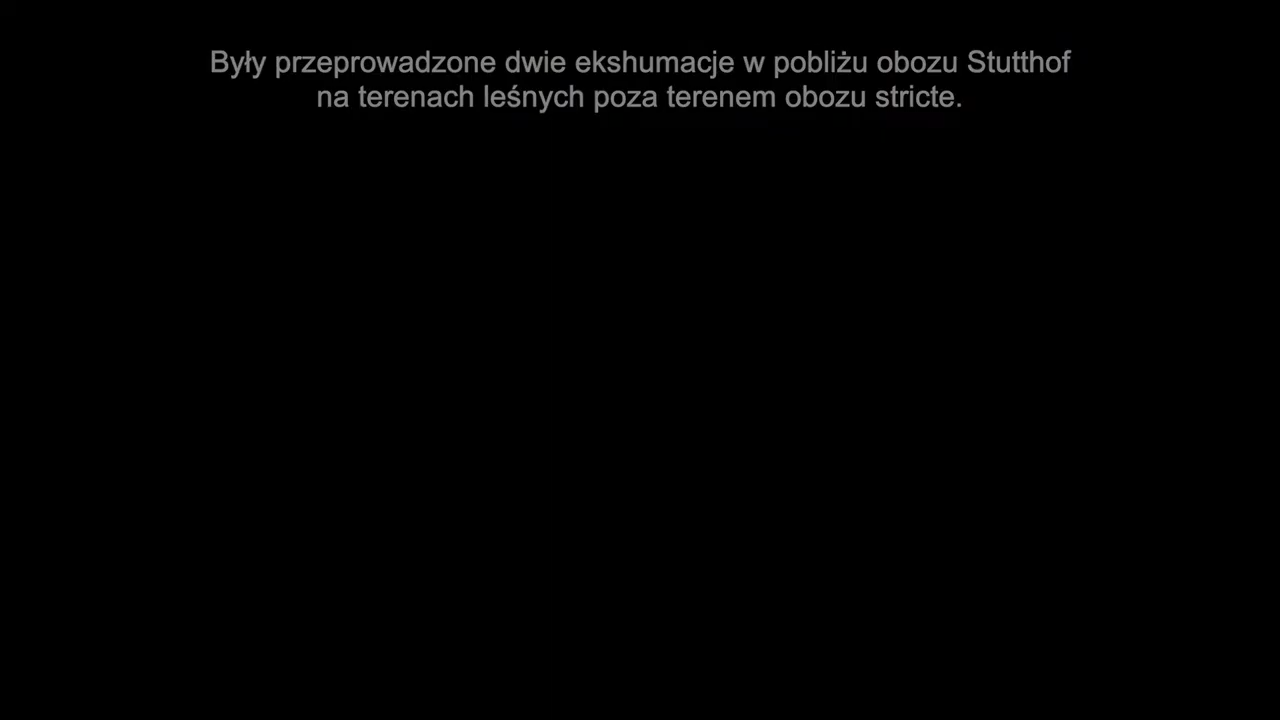 Były przeprowadzone dwie ekshumacje w pobliżu obozu Stutthof
na terenach leśnych poza terenem obozu stricte.